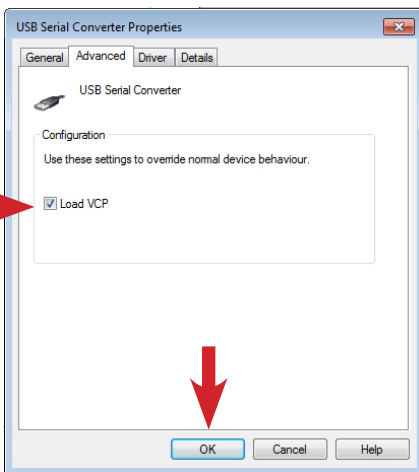 USB Serial Converter Properties
General Advanced Driver Details
USB Serial Converter
Configuration
Use these settings to override normal device behaviour.
Load VCP
OK Cancel Help